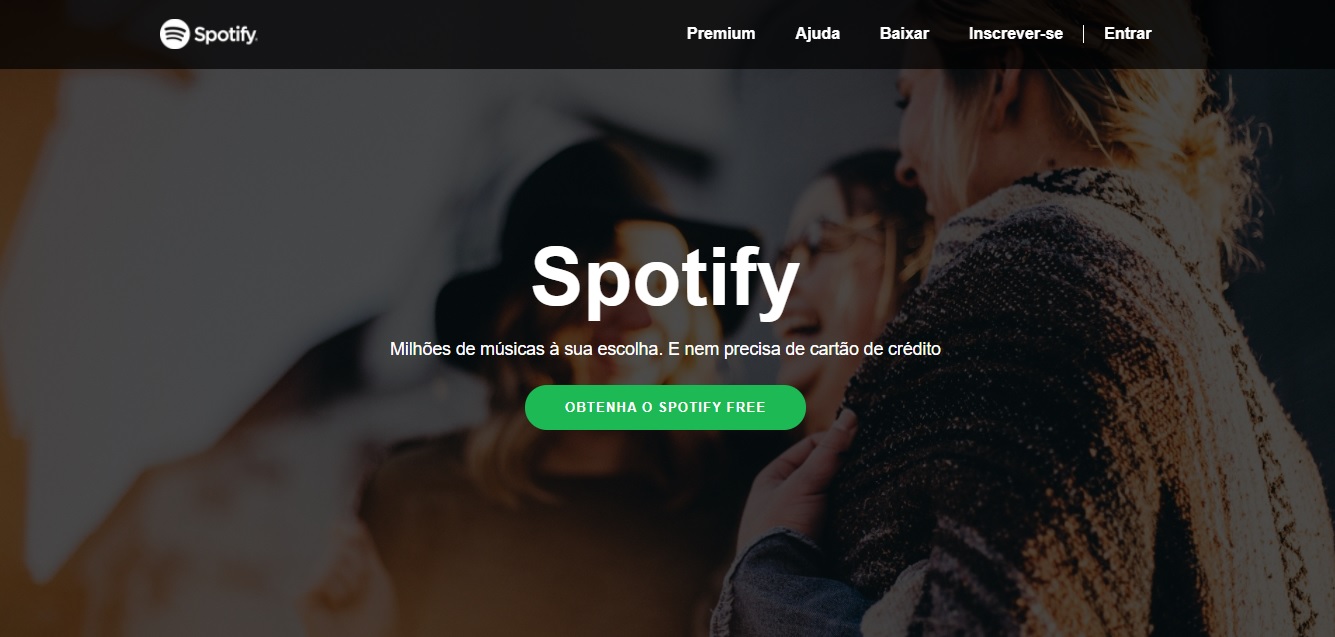 Spotify
Premium Ajuda Baixar Inscrever-se | Entrar
Spotify
Milhões de músicas à sua escolha. E nem precisa de cartão de crédito
OBTENHA O SPOTIFY FREE